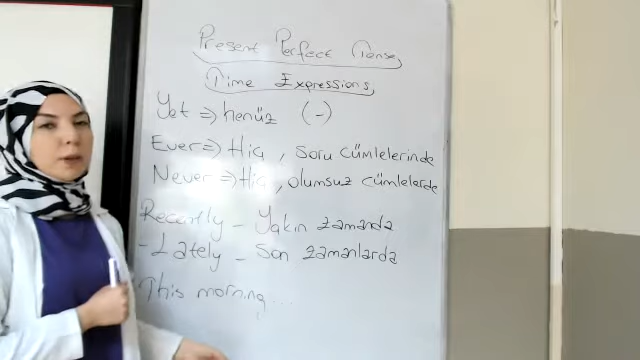 Present Perfect Tense
Time Expressions
Yet => henüz (-)
Ever => Hiç, soru cümlelerinde
Never => Hiç, olumsuz cümlelerde
Recently - Yakın zamanda
- Lately - Son zamanlarda
This morning...